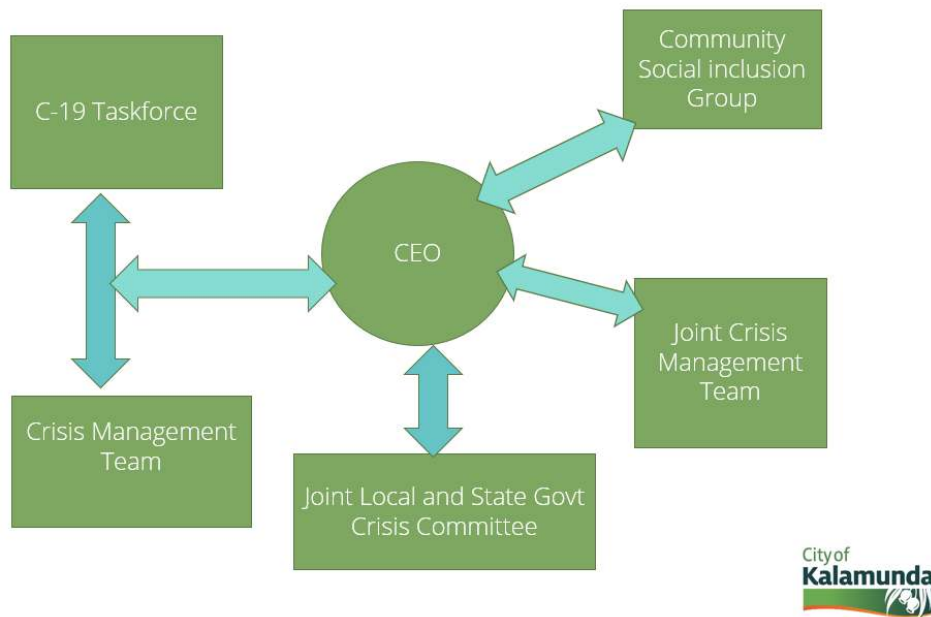 C-19 Taskforce
Community
Social inclusion
Group
CEO
Joint Crisis
Management
Team
Crisis Management
Team
Joint Local and State Govt
Crisis Committee
City of
Kalamunda